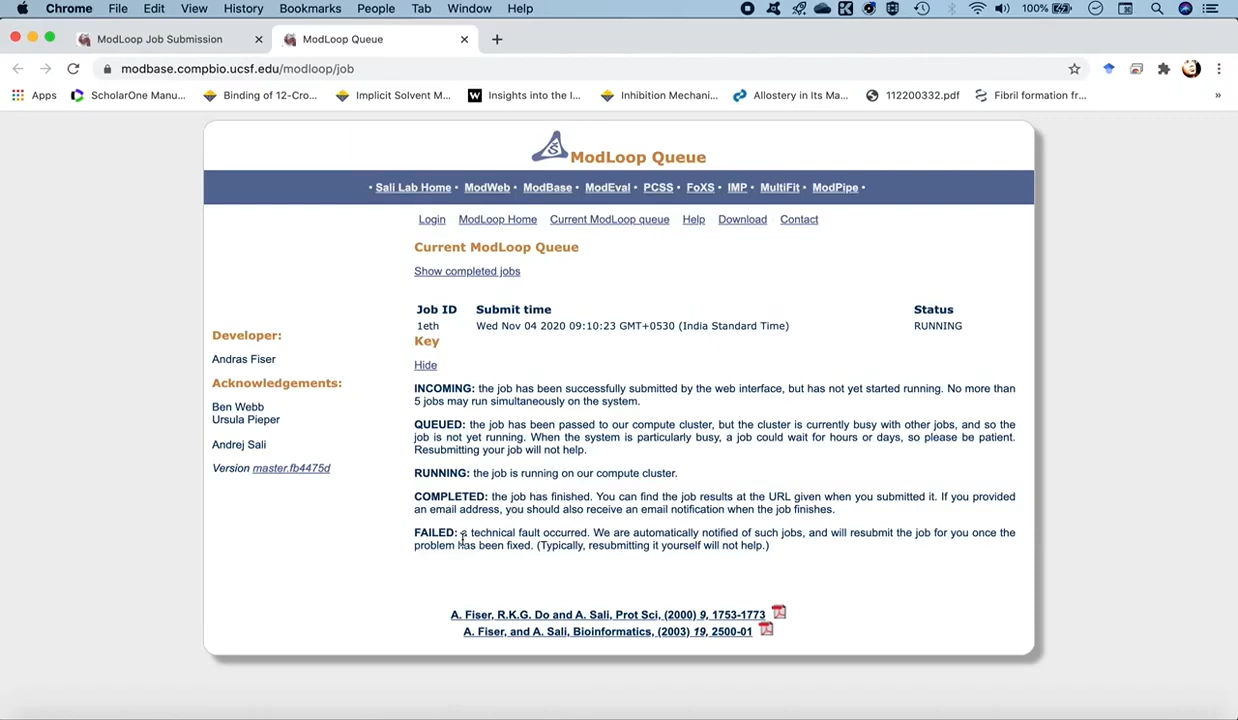 Chrome File Edit View History Bookmarks People Tab Window Help 100%
ModLoop Job Submission ModLoop Queue
modbase.compbio.ucsf.edu/modloop/job
Apps ScholarOne Manu... Binding of 12-Cro... Implicit Solvent M... Insights into the I... Inhibition Mechani... Allostery in Its Ma... 112200332.pdf Fibril formation fr... »
ModLoop Queue
• Sali Lab Home • ModWeb • ModBase • ModEval • PCSS • FoXS • IMP • MultiFit • ModPipe •
Login ModLoop Home Current ModLoop queue Help Download Contact
Current ModLoop Queue
Show completed jobs
Job ID Submit time Status
1eth Wed Nov 04 2020 09:10:23 GMT+0530 (India Standard Time) RUNNING
Key
Hide
INCOMING: the job has been successfully submitted by the web interface, but has not yet started running. No more
than 5 jobs may run simultaneously on the system.
QUEUED: the job has been passed to our compute cluster, but the cluster is currently busy with other jobs, and so the
job is not yet running. When the system is particularly busy, a job could wait for hours or days, so please be patient.
Resubmitting your job will not help.
RUNNING: the job is running on our compute cluster.
COMPLETED: the job has finished. You can find the job results at the URL given when you submitted it. If you provided
an email address, you should also receive an email notification when the job finishes.
FAILED: a technical fault occurred. We are automatically notified of such jobs, and will resubmit the job for you once the
problem has been fixed. (Typically, resubmitting it yourself will not help.)
Developer:
Andras Fiser
Acknowledgements:
Ben Webb
Ursula Pieper
Andrej Sali
Version master.fb4475d
A. Fiser, R.K.G. Do and A. Sali, Prot Sci, (2000) 9, 1753-1773
A. Fiser, and A. Sali, Bioinformatics, (2003) 19, 2500-01